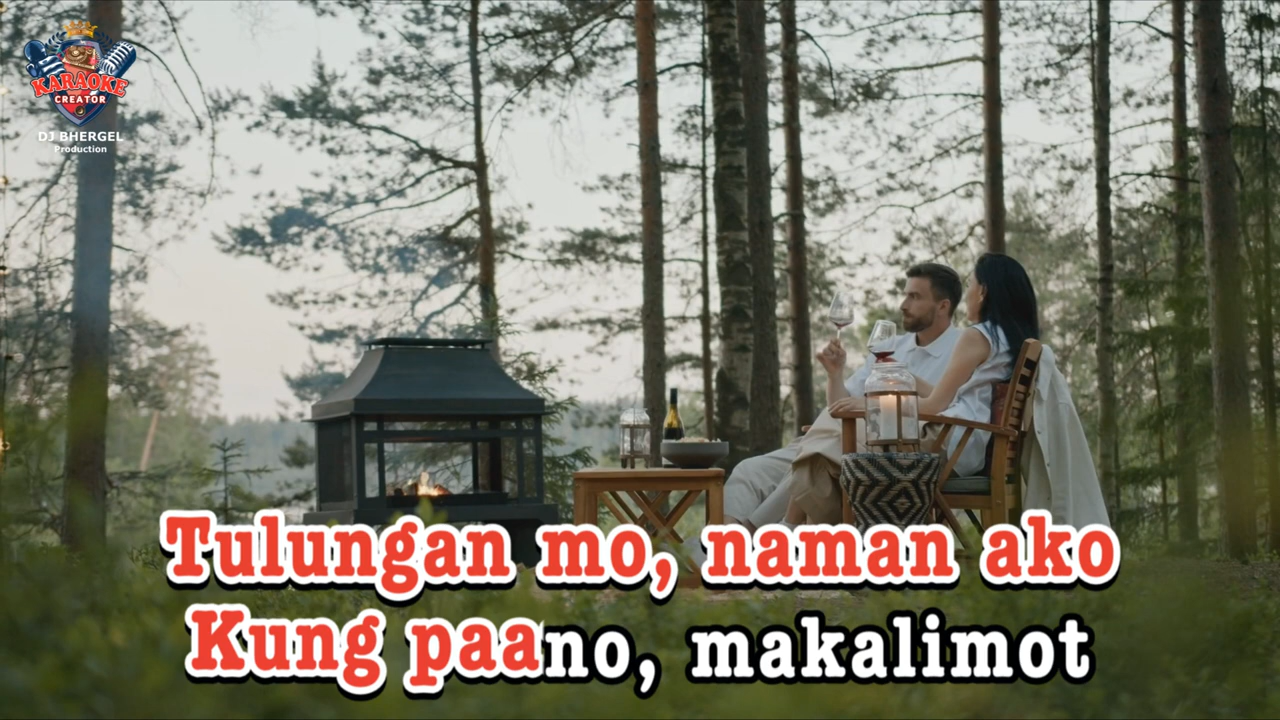 KARAOKE
CREATOR
DJ BHERGEL
Production
Tulungan mo, naman ako
Kung paano, makalimot